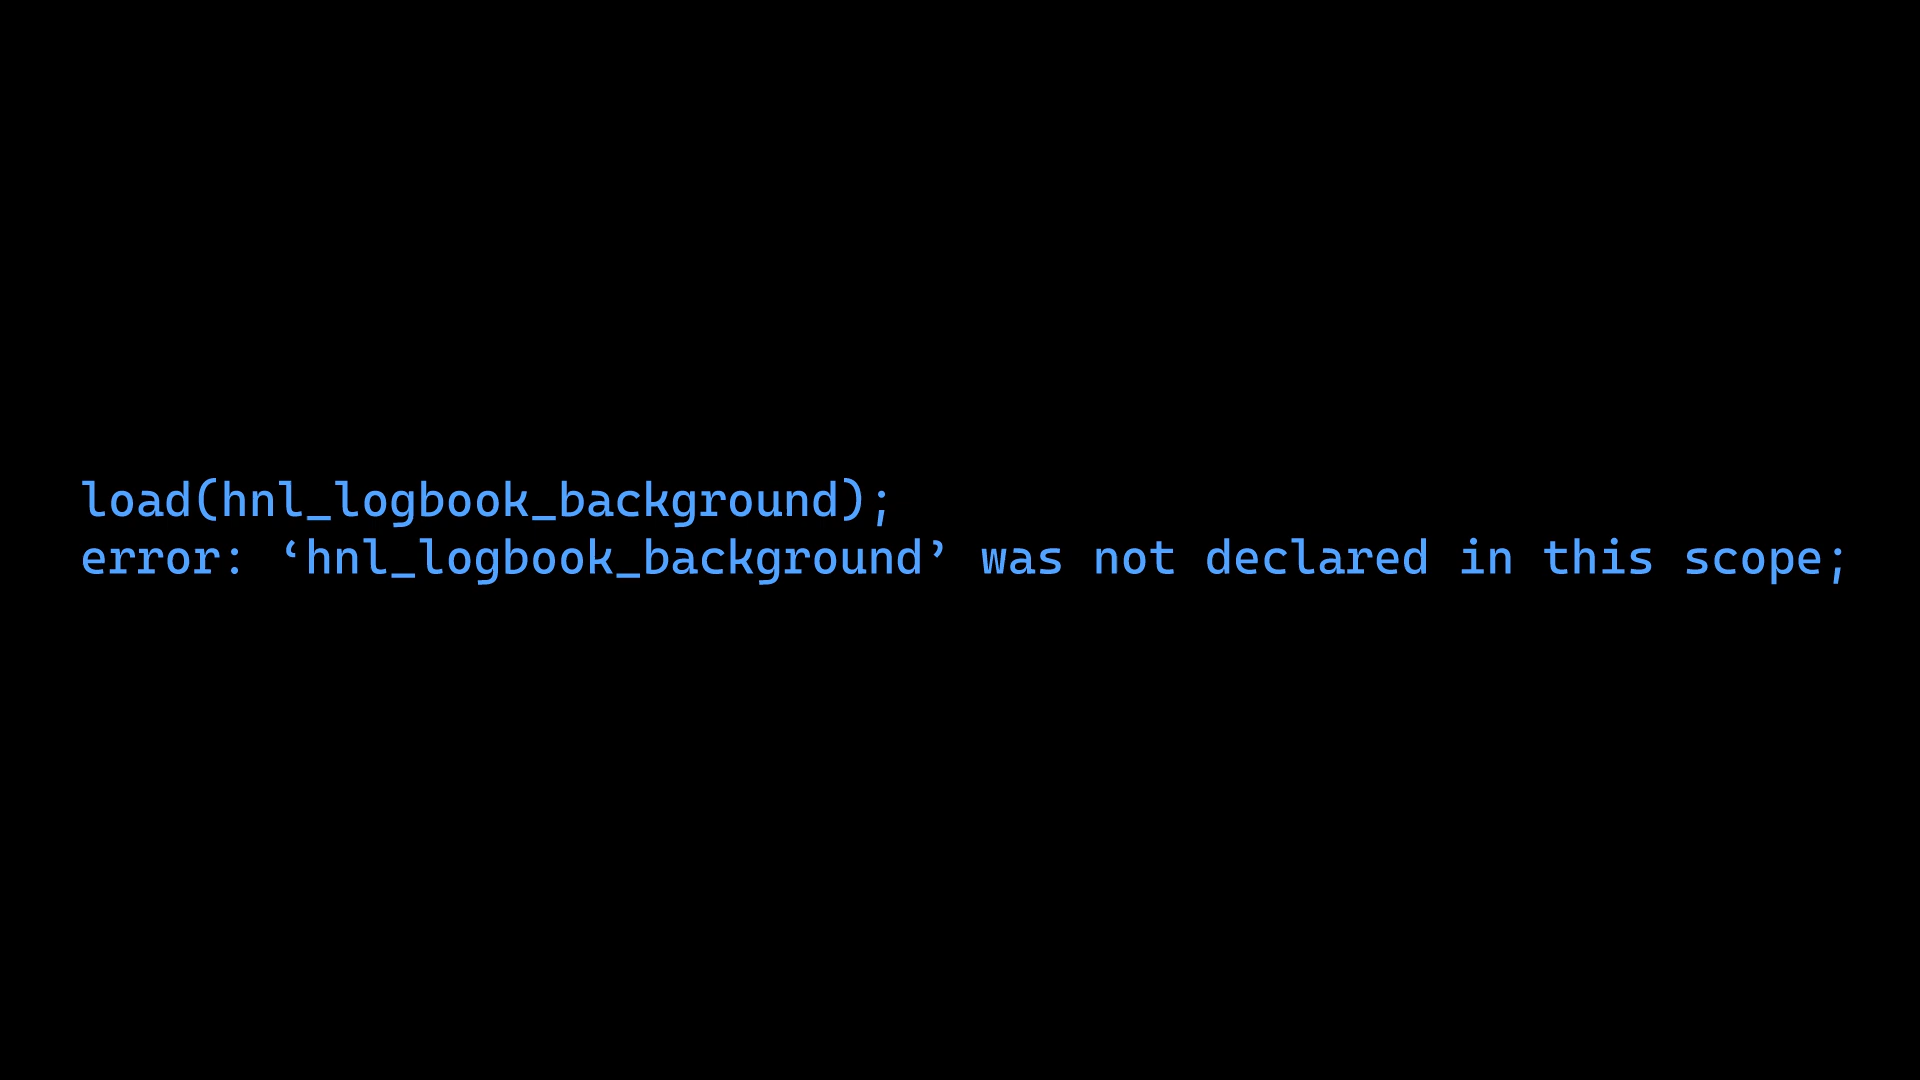 load(hnl_logbook_background);
error: ‘hnl_logbook_background’ was not declared in this scope;